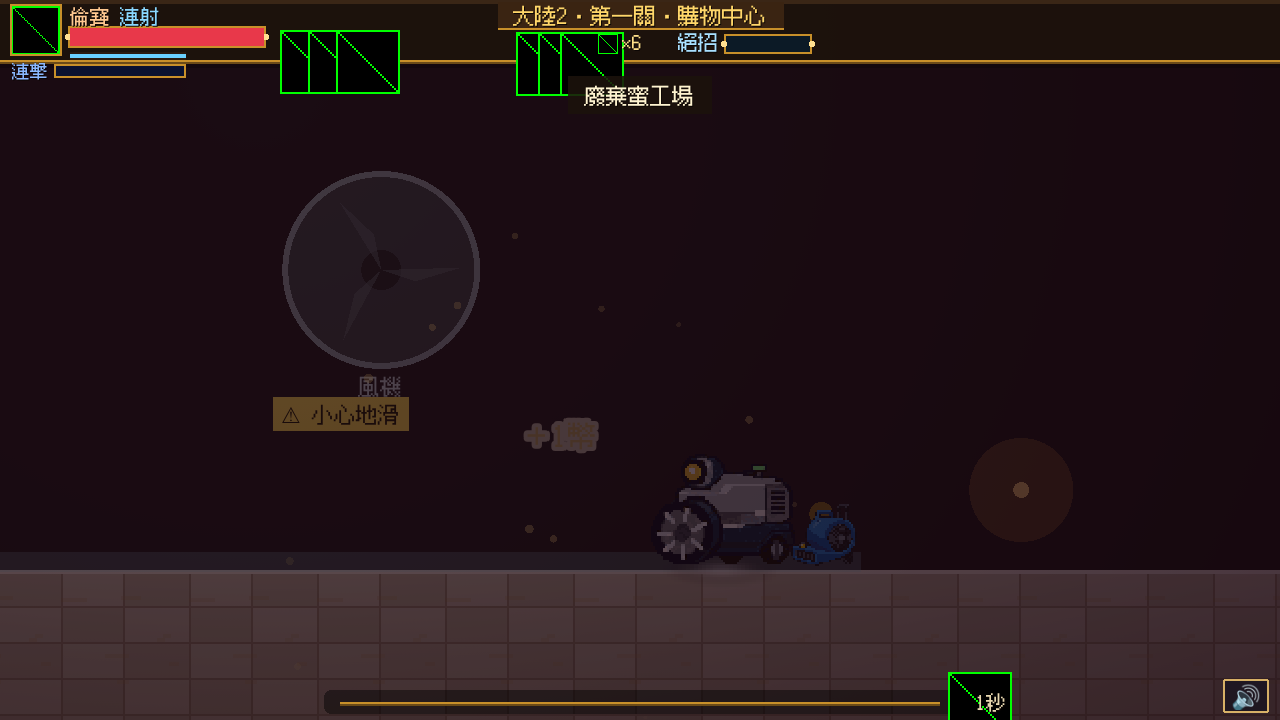 倫寶 連射
大陸2·第一關·購物中心
×6
絕招
連擊
廢棄蜜工場
風機
⚠ 小心地滑
1秒